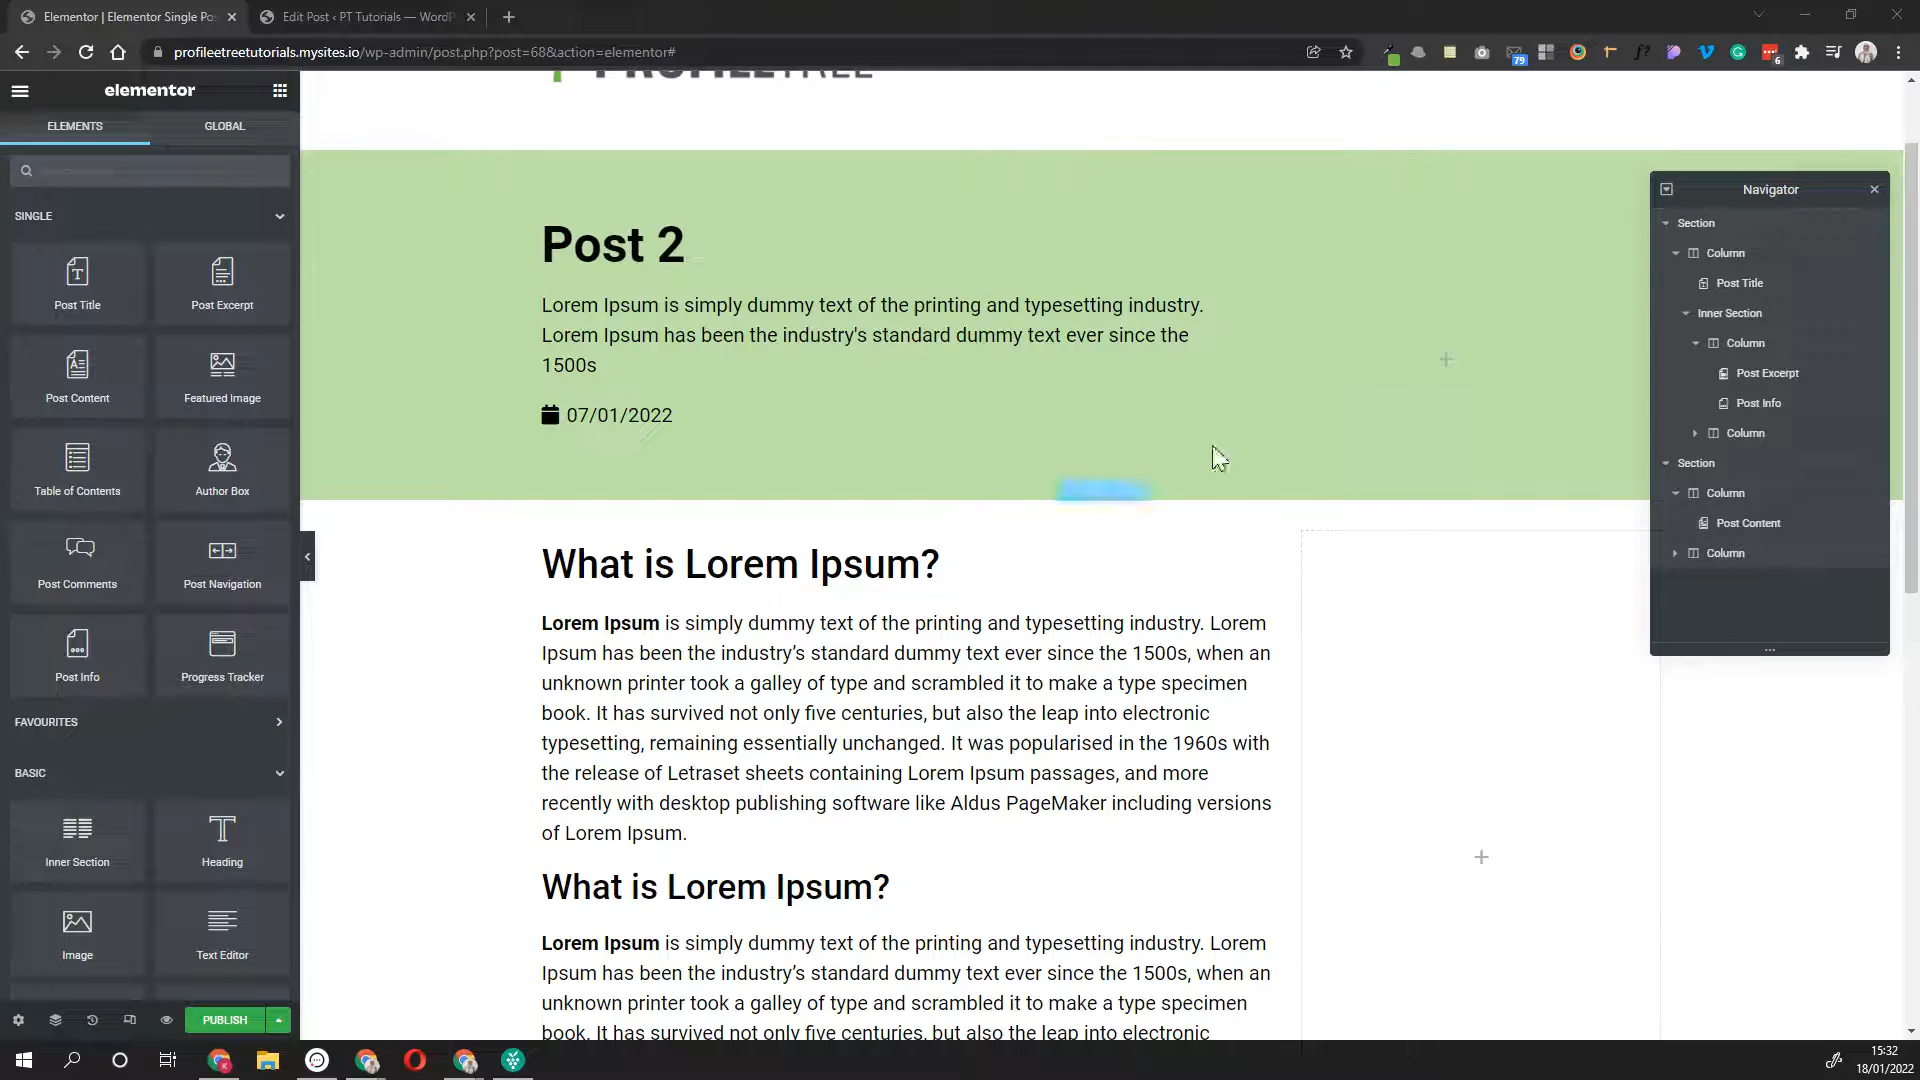 Elementor | Elementor Single Po
Edit Post ‹ PT Tutorials — WordP
profileetreetutorials.mysites.io/wp-admin/post.php?post=68&action=elementor#
79
6
elementor
ELEMENTS
GLOBAL
SINGLE
Post Title
Post Excerpt
Post Content
Featured Image
Table of Contents
Author Box
Post Comments
Post Navigation
Post Info
Progress Tracker
FAVOURITES
BASIC
Inner Section
Heading
Image
Text Editor
PUBLISH
PROFILETREE
Post 2
Lorem Ipsum is simply dummy text of the printing and typesetting industry.
Lorem Ipsum has been the industry's standard dummy text ever since the
1500s
07/01/2022
What is Lorem Ipsum?
Lorem Ipsum is simply dummy text of the printing and typesetting industry. Lorem
Ipsum has been the industry’s standard dummy text ever since the 1500s, when an
unknown printer took a galley of type and scrambled it to make a type specimen
book. It has survived not only five centuries, but also the leap into electronic
typesetting, remaining essentially unchanged. It was popularised in the 1960s with
the release of Letraset sheets containing Lorem Ipsum passages, and more
recently with desktop publishing software like Aldus PageMaker including versions
of Lorem Ipsum.
What is Lorem Ipsum?
Lorem Ipsum is simply dummy text of the printing and typesetting industry. Lorem
Ipsum has been the industry’s standard dummy text ever since the 1500s, when an
unknown printer took a galley of type and scrambled it to make a type specimen
book. It has survived not only five centuries, but also the leap into electronic
Navigator
Section
Column
Post Title
Inner Section
Column
Post Excerpt
Post Info
Column
Section
Column
Post Content
Column
15:32
18/01/2022